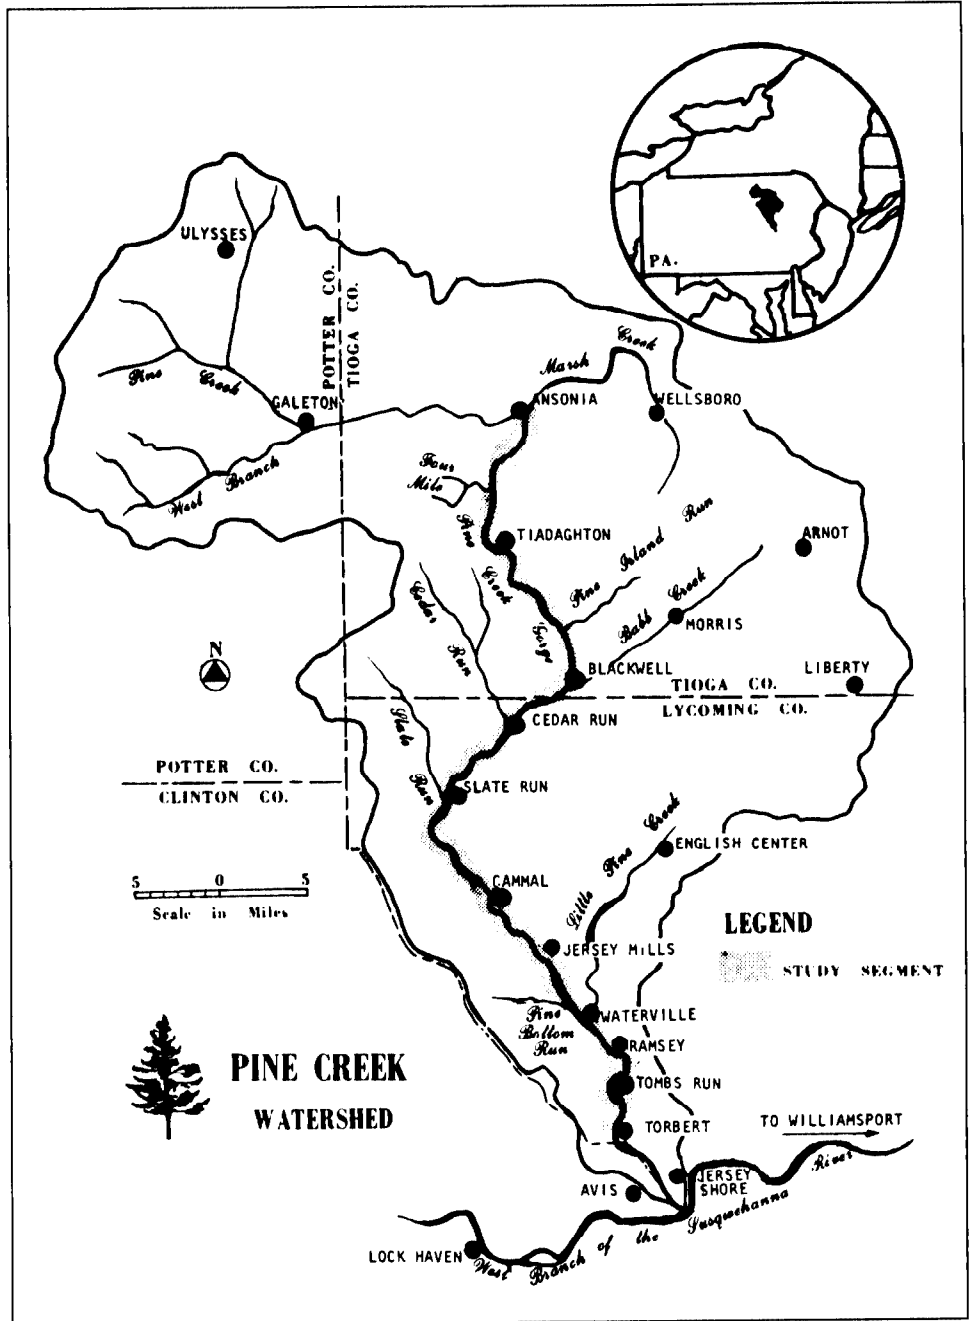 PA.
ULYSSES
POTTER CO.
TIOGA CO.
Pine Creek
GALETON
West Branch
Marsh Creek
ANSONIA
WELLSBORO
Four
Mile
Pine Creek Gorge
TIADAGHTON
Pine Island Run
ARNOT
Babb Creek
MORRIS
Cedar Run
BLACKWELL
LIBERTY
TIOGA CO.
LYCOMING CO.
N
CEDAR RUN
Slate Run
POTTER CO.
CLINTON CO.
SLATE RUN
5 0 5
Scale in Miles
Little Pine Creek
ENGLISH CENTER
CAMMAL
LEGEND
STUDY SEGMENT
JERSEY MILLS
Pine
Bottom
Run
WATERVILLE
RAMSEY
PINE CREEK
WATERSHED
TOMBS RUN
TORBERT
TO WILLIAMSPORT
AVIS
JERSEY
SHORE
LOCK HAVEN
West Branch of the Susqwehanna River